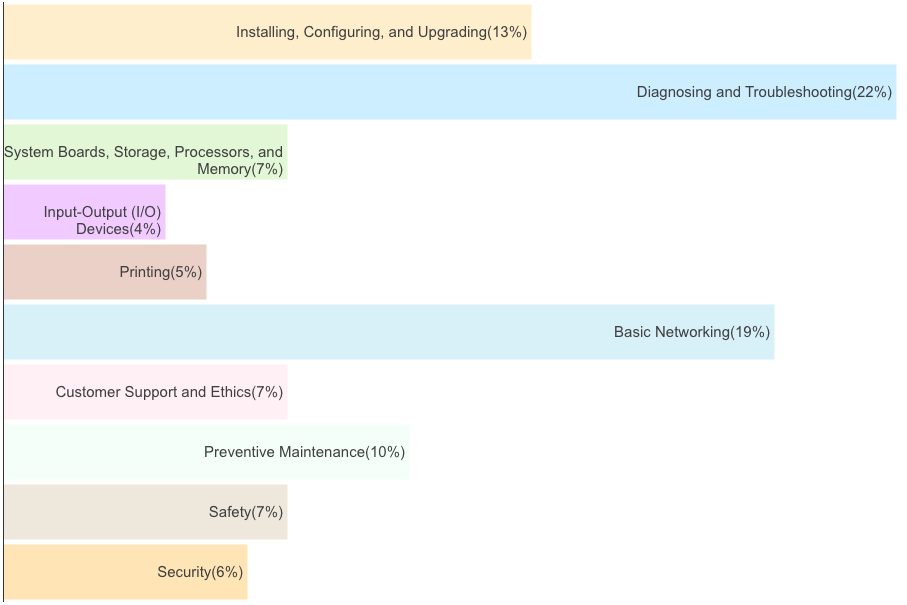 Installing, Configuring, and Upgrading(13%)
Diagnosing and Troubleshooting(22%)
System Boards, Storage, Processors, and
Memory(7%)
Input-Output (I/O)
Devices(4%)
Printing(5%)
Basic Networking(19%)
Customer Support and Ethics(7%)
Preventive Maintenance(10%)
Safety(7%)
Security(6%)